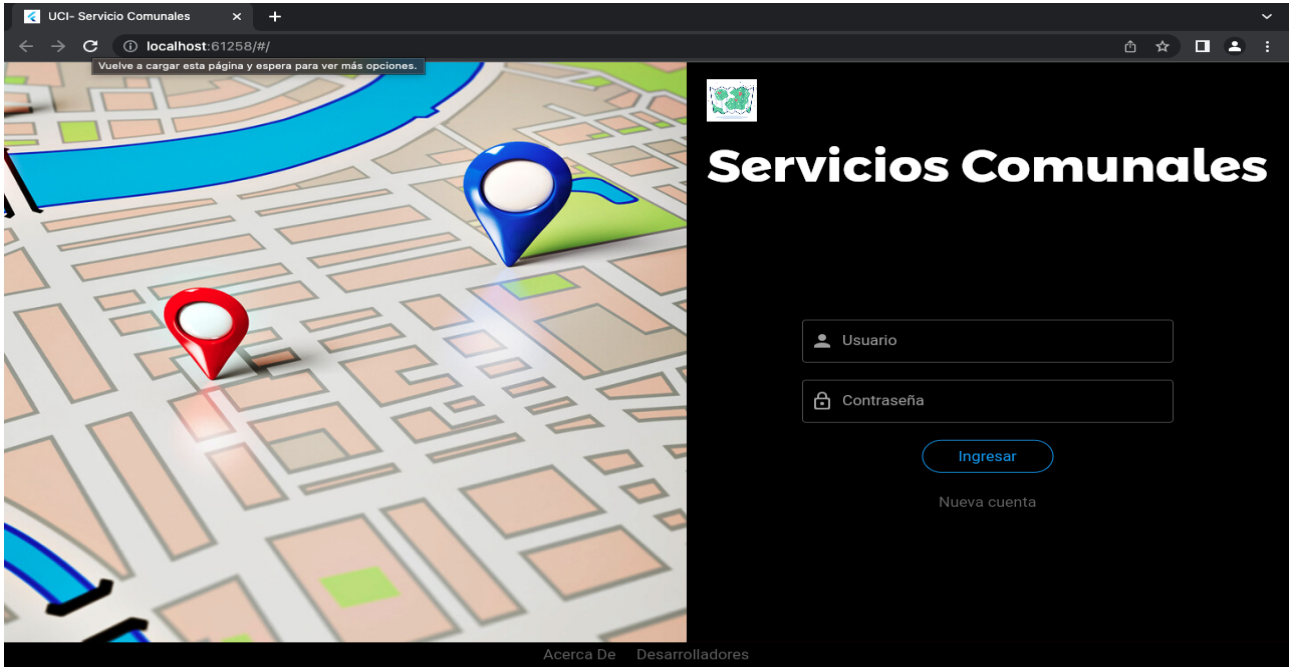 UCI- Servicio Comunales
localhost:61258/#/
Vuelve a cargar esta página y espera para ver más opciones.
Servicios Comunales
Usuario
Contraseña
Ingresar
Nueva cuenta
Acerca De Desarrolladores